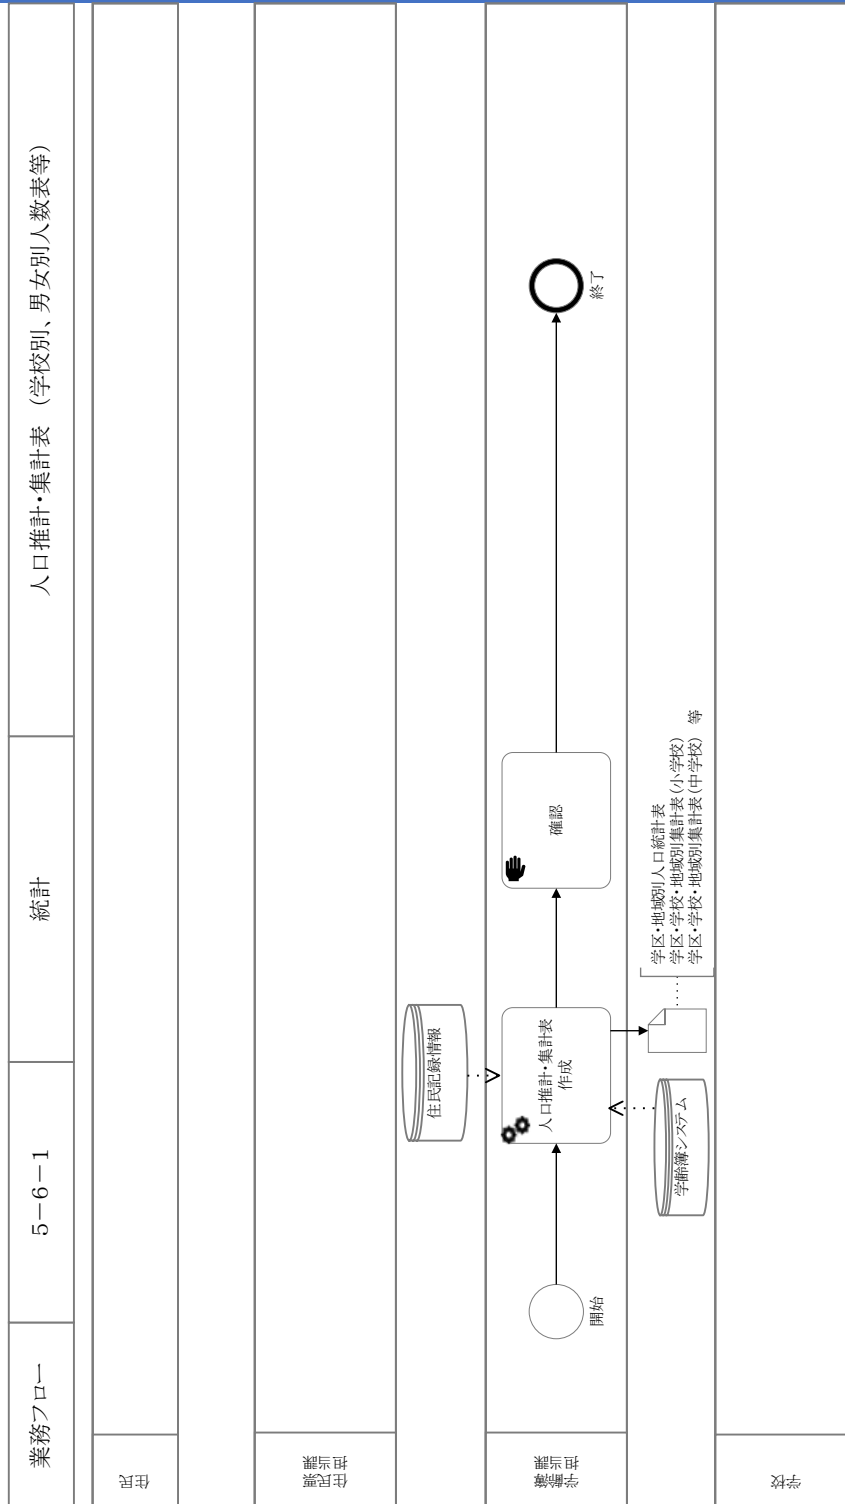 業務フロー
5－6－1
統計
人口推計・集計表 （学校別、男女別人数表等）
住民
住民票
担当課
住民記録情報
学齢簿
担当課
開始
人口推計・集計表
作成
確認
終了
学齢簿システム
学区・地域別人口統計表
学区・学校・地域別集計表（小学校）
学区・学校・地域別集計表（中学校） 等
学校